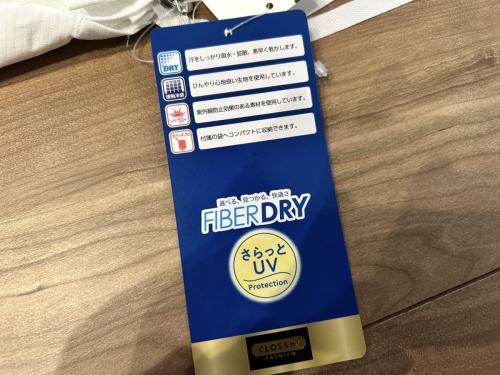 DRY
汗をしっかり吸水・拡散、素早く乾かします。
ひんやり心地良い生地を使用しています。
紫外線防止効果のある素材を使用しています。
付属の袋へコンパクトに収納できます。
選べる、見つかる、快適さ
FIBERDRY
さらっと
UV
Protection
CLOSSHI
PREMIUM